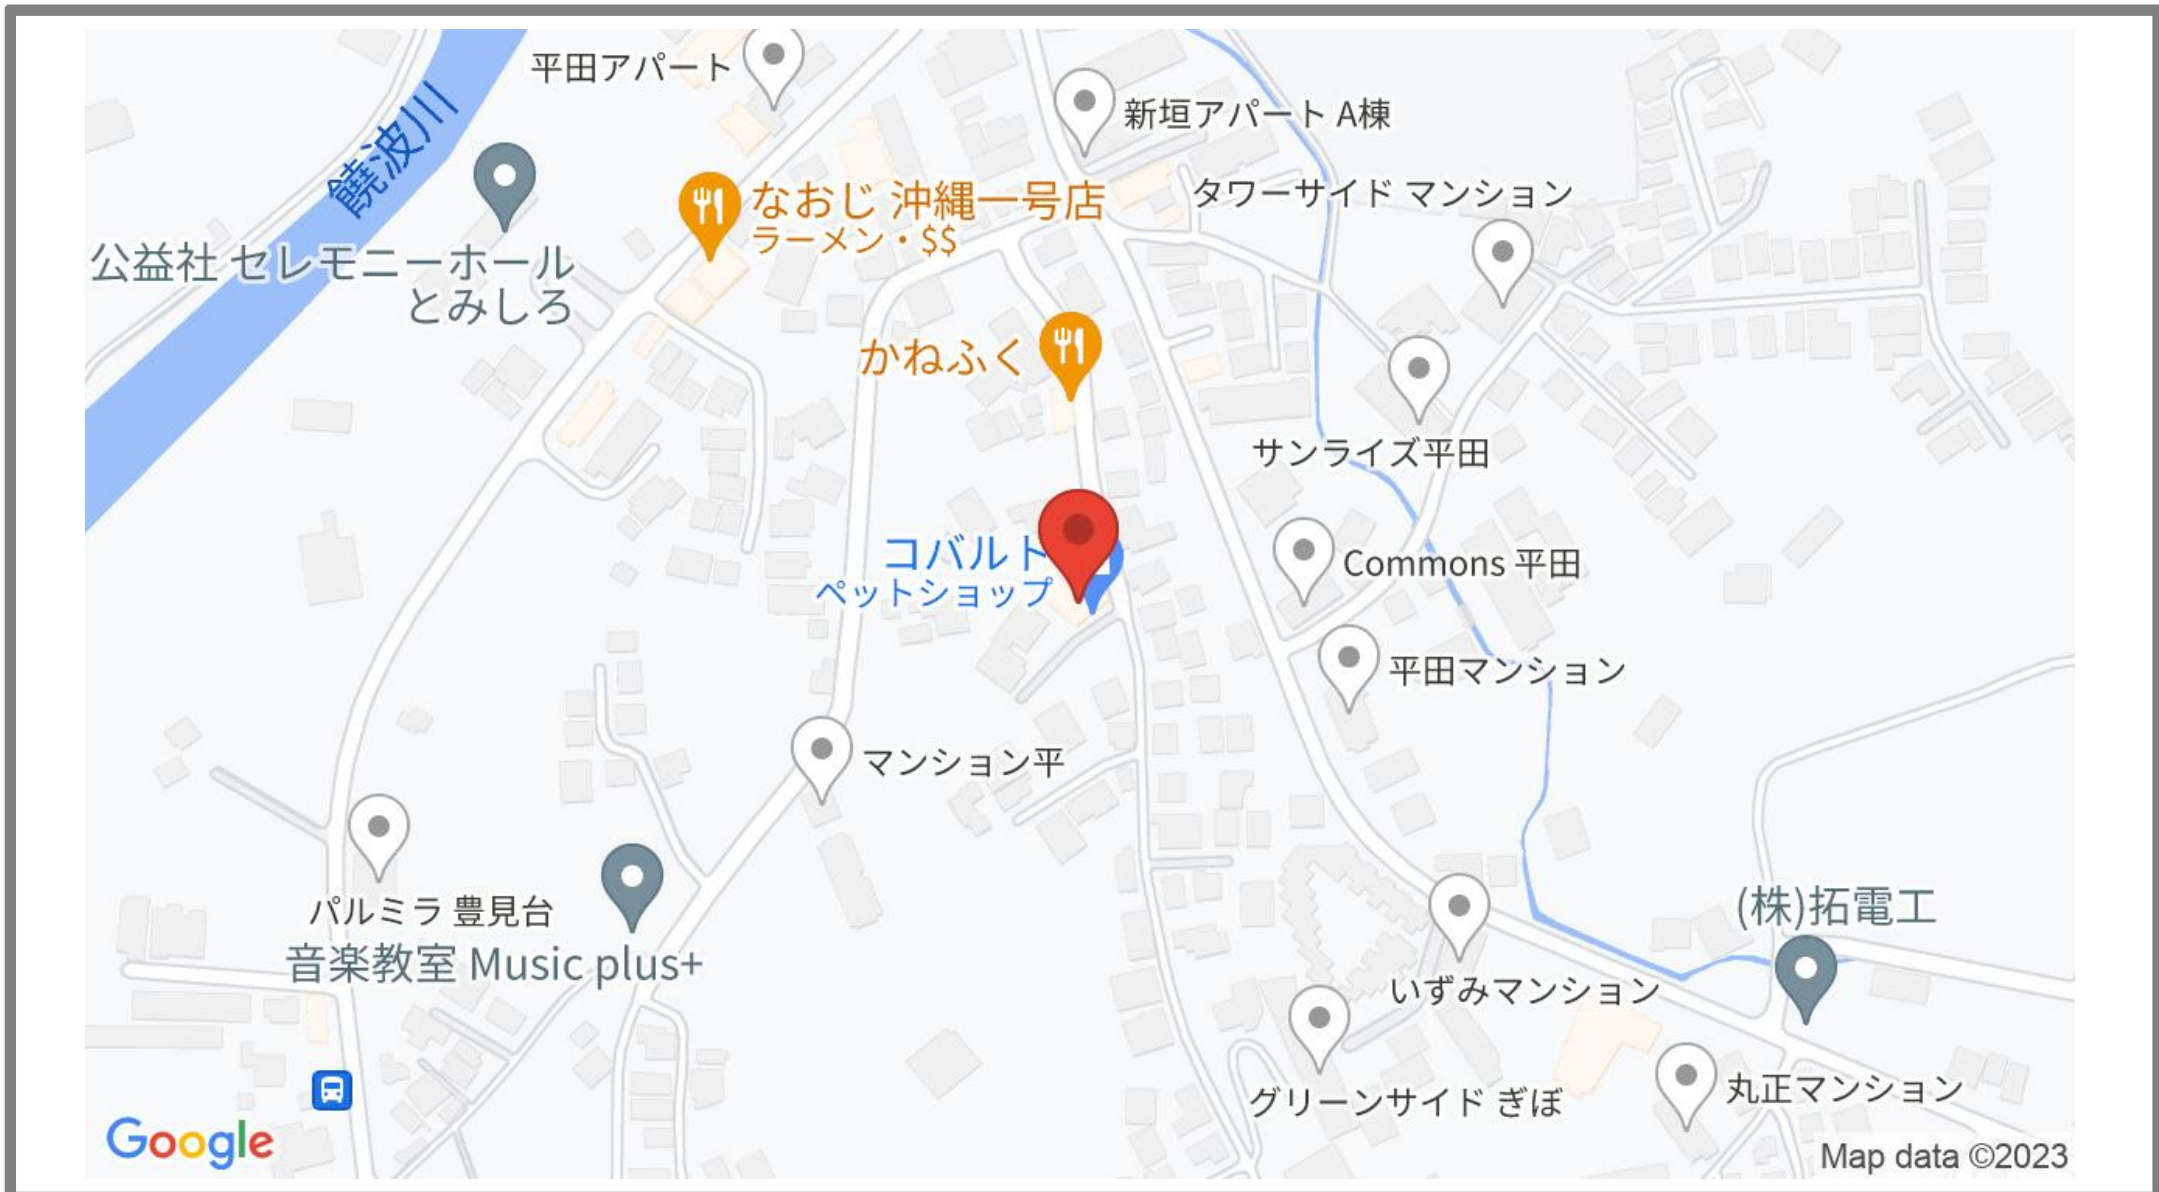 平田アパート
新垣アパート A棟
饒波川
なおじ 沖縄一号店
ラーメン・$$
タワーサイド マンション
公益社 セレモニーホール
とみしろ
かねふく
サンライズ平田
コバルト
ペットショップ
Commons 平田
平田マンション
マンション平
パルミラ 豊見台
音楽教室 Music plus+
(株)拓電工
いずみマンション
グリーンサイド ぎぼ
丸正マンション
Google
Map data ©2023